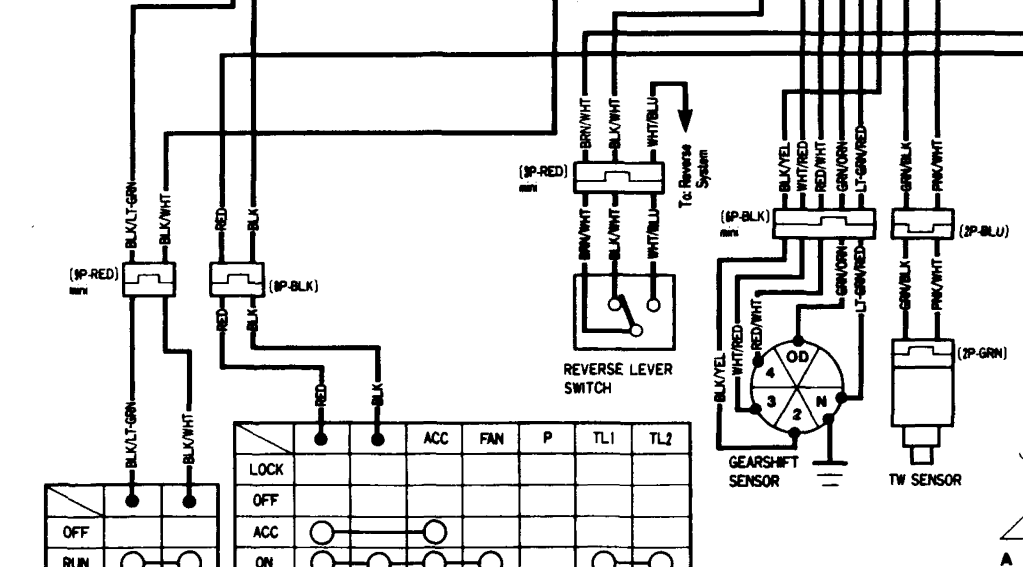 BRN/WHT
BLK/WHT
WHT/BLU
To: Reverse
System
BLK/YEL
WHT/RED
RED/WHT
GRN/ORN
LT-GRN/RED
GRN/BLK
PNK/WHT
(9P-RED)
mini
BLK/LT-GRN
BLK/WHT
RED
BLK
BRN/WHT
BLK/WHT
WHT/BLU
(6P-BLK)
mini
(2P-BLU)
(9P-RED)
mini
(8P-BLK)
GRN/ORN
LT-GRN/RED
GRN/BLK
PNK/WHT
RED
BLK
BLK/YEL
WHT/RED
RED/WHT
OD
4
3
2
N
(2P-GRN)
REVERSE LEVER
SWITCH
RED
BLK
BLK/LT-GRN
BLK/WHT
ACC FAN P TL1 TL2
GEARSHIFT
SENSOR
TW SENSOR
LOCK
OFF
ACC
ON
OFF
RUN
A